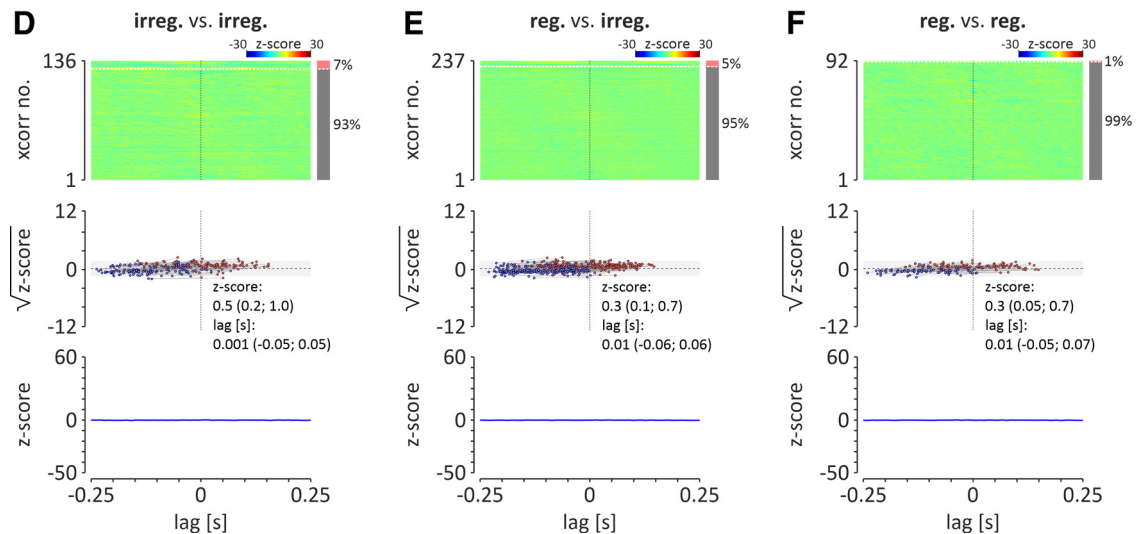 D
irreg. vs. irreg.
-30 z-score 30
136
xcorr no.
1
7%
93%
12
0
-12
√z-score
z-score:
0.5 (0.2; 1.0)
lag [s]:
0.001 (-0.05; 0.05)
60
0
-50
z-score
-0.25 0 0.25
lag [s]
E
reg. vs. irreg.
-30 z-score 30
237
xcorr no.
1
5%
95%
12
0
-12
√z-score
z-score:
0.3 (0.1; 0.7)
lag [s]:
0.01 (-0.06; 0.06)
60
0
-50
z-score
-0.25 0 0.25
lag [s]
F
reg. vs. reg.
-30 z-score 30
92
xcorr no.
1
1%
99%
12
0
-12
√z-score
z-score:
0.3 (0.05; 0.7)
lag [s]:
0.01 (-0.05; 0.07)
60
0
-50
z-score
-0.25 0 0.25
lag [s]